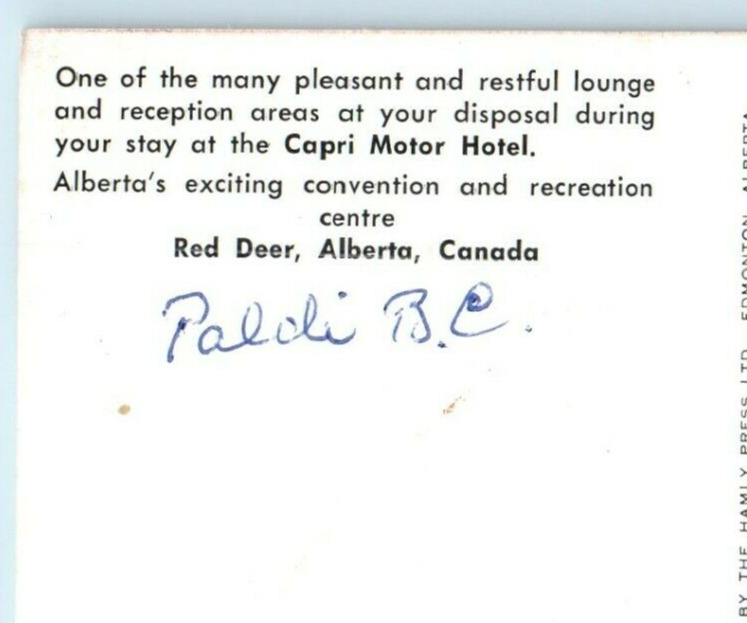 One of the many pleasant and restful lounge
and reception areas at your disposal during
your stay at the Capri Motor Hotel.
Alberta's exciting convention and recreation
centre
Red Deer, Alberta, Canada
Paldi B.C.
BY THE HAMLY PRESS LTD. EDMONTON, ALBERTA